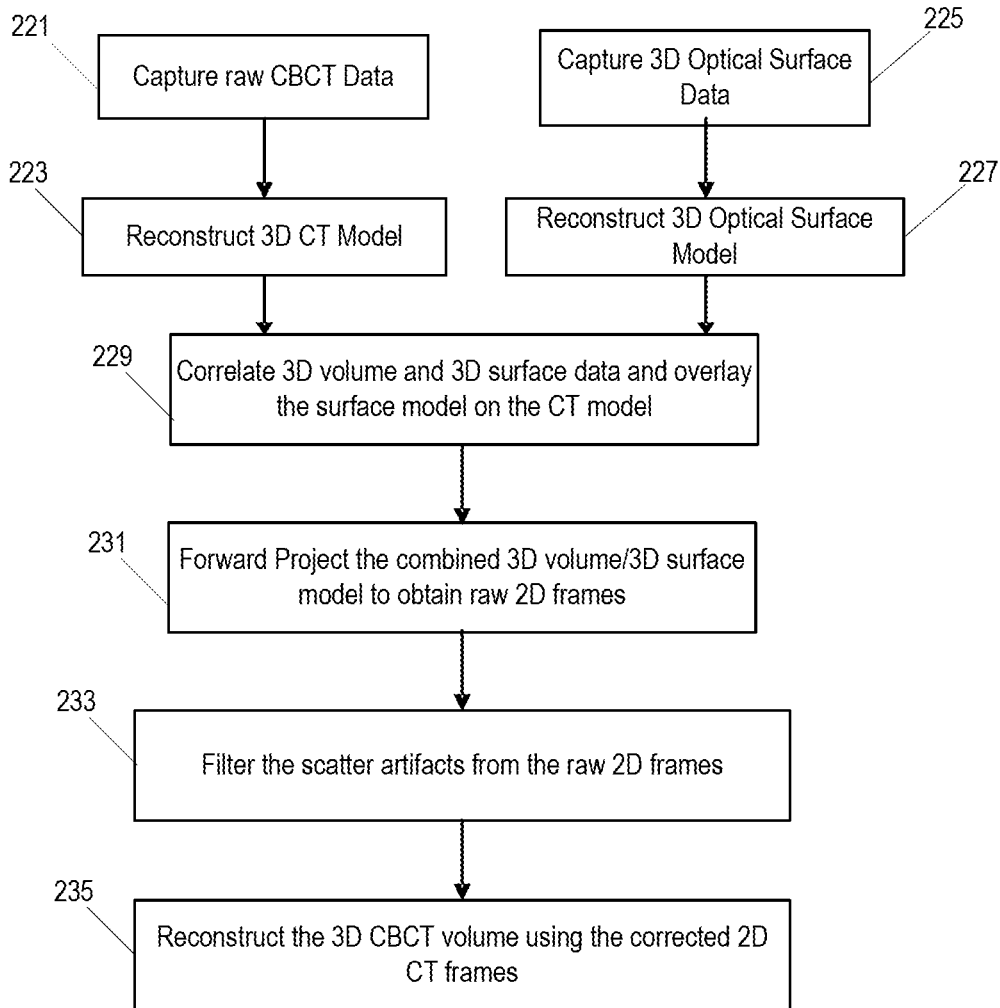 221
Capture raw CBCT Data
225
Capture 3D Optical Surface
Data
223
Reconstruct 3D CT Model
227
Reconstruct 3D Optical Surface
Model
229
Correlate 3D volume and 3D surface data and overlay
the surface model on the CT model
231
Forward Project the combined 3D volume/3D surface
model to obtain raw 2D frames
233
Filter the scatter artifacts from the raw 2D frames
235
Reconstruct the 3D CBCT volume using the corrected 2D
CT frames